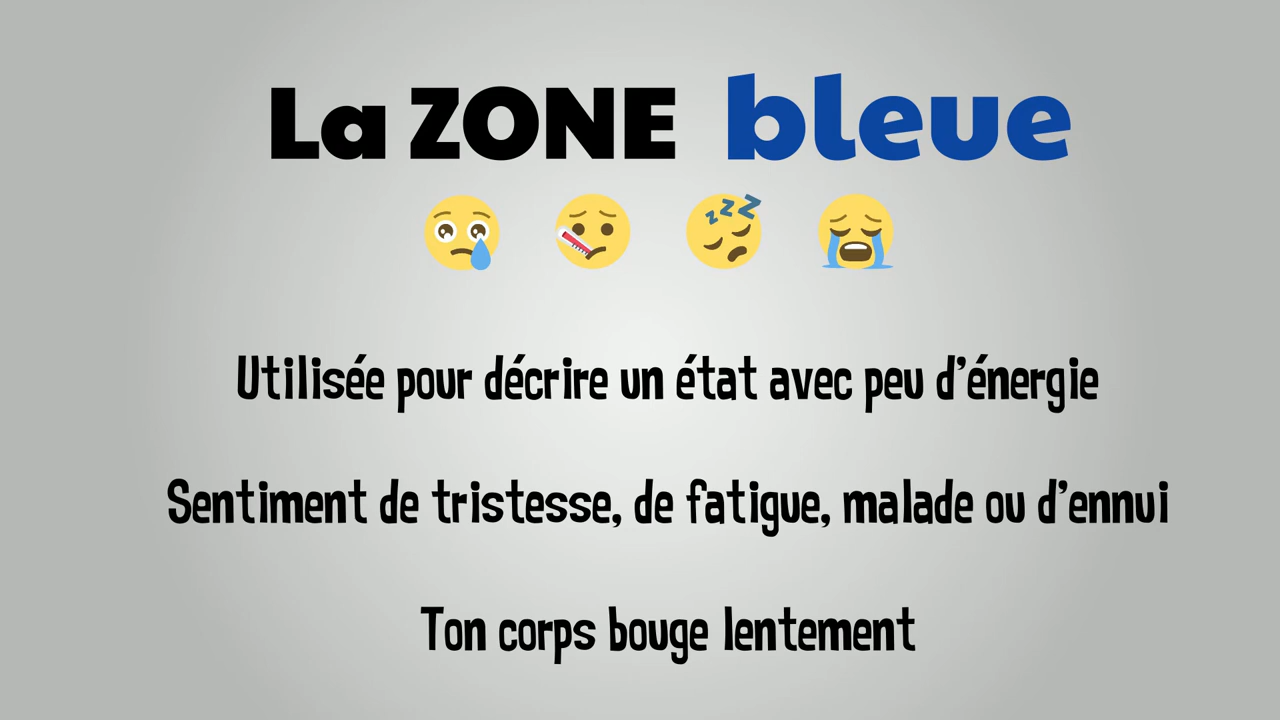 La ZONE bleue
Utilisée pour décrire un état avec peu d'énergie
Sentiment de tristesse, de fatigue, malade ou d'ennui
Ton corps bouge lentement